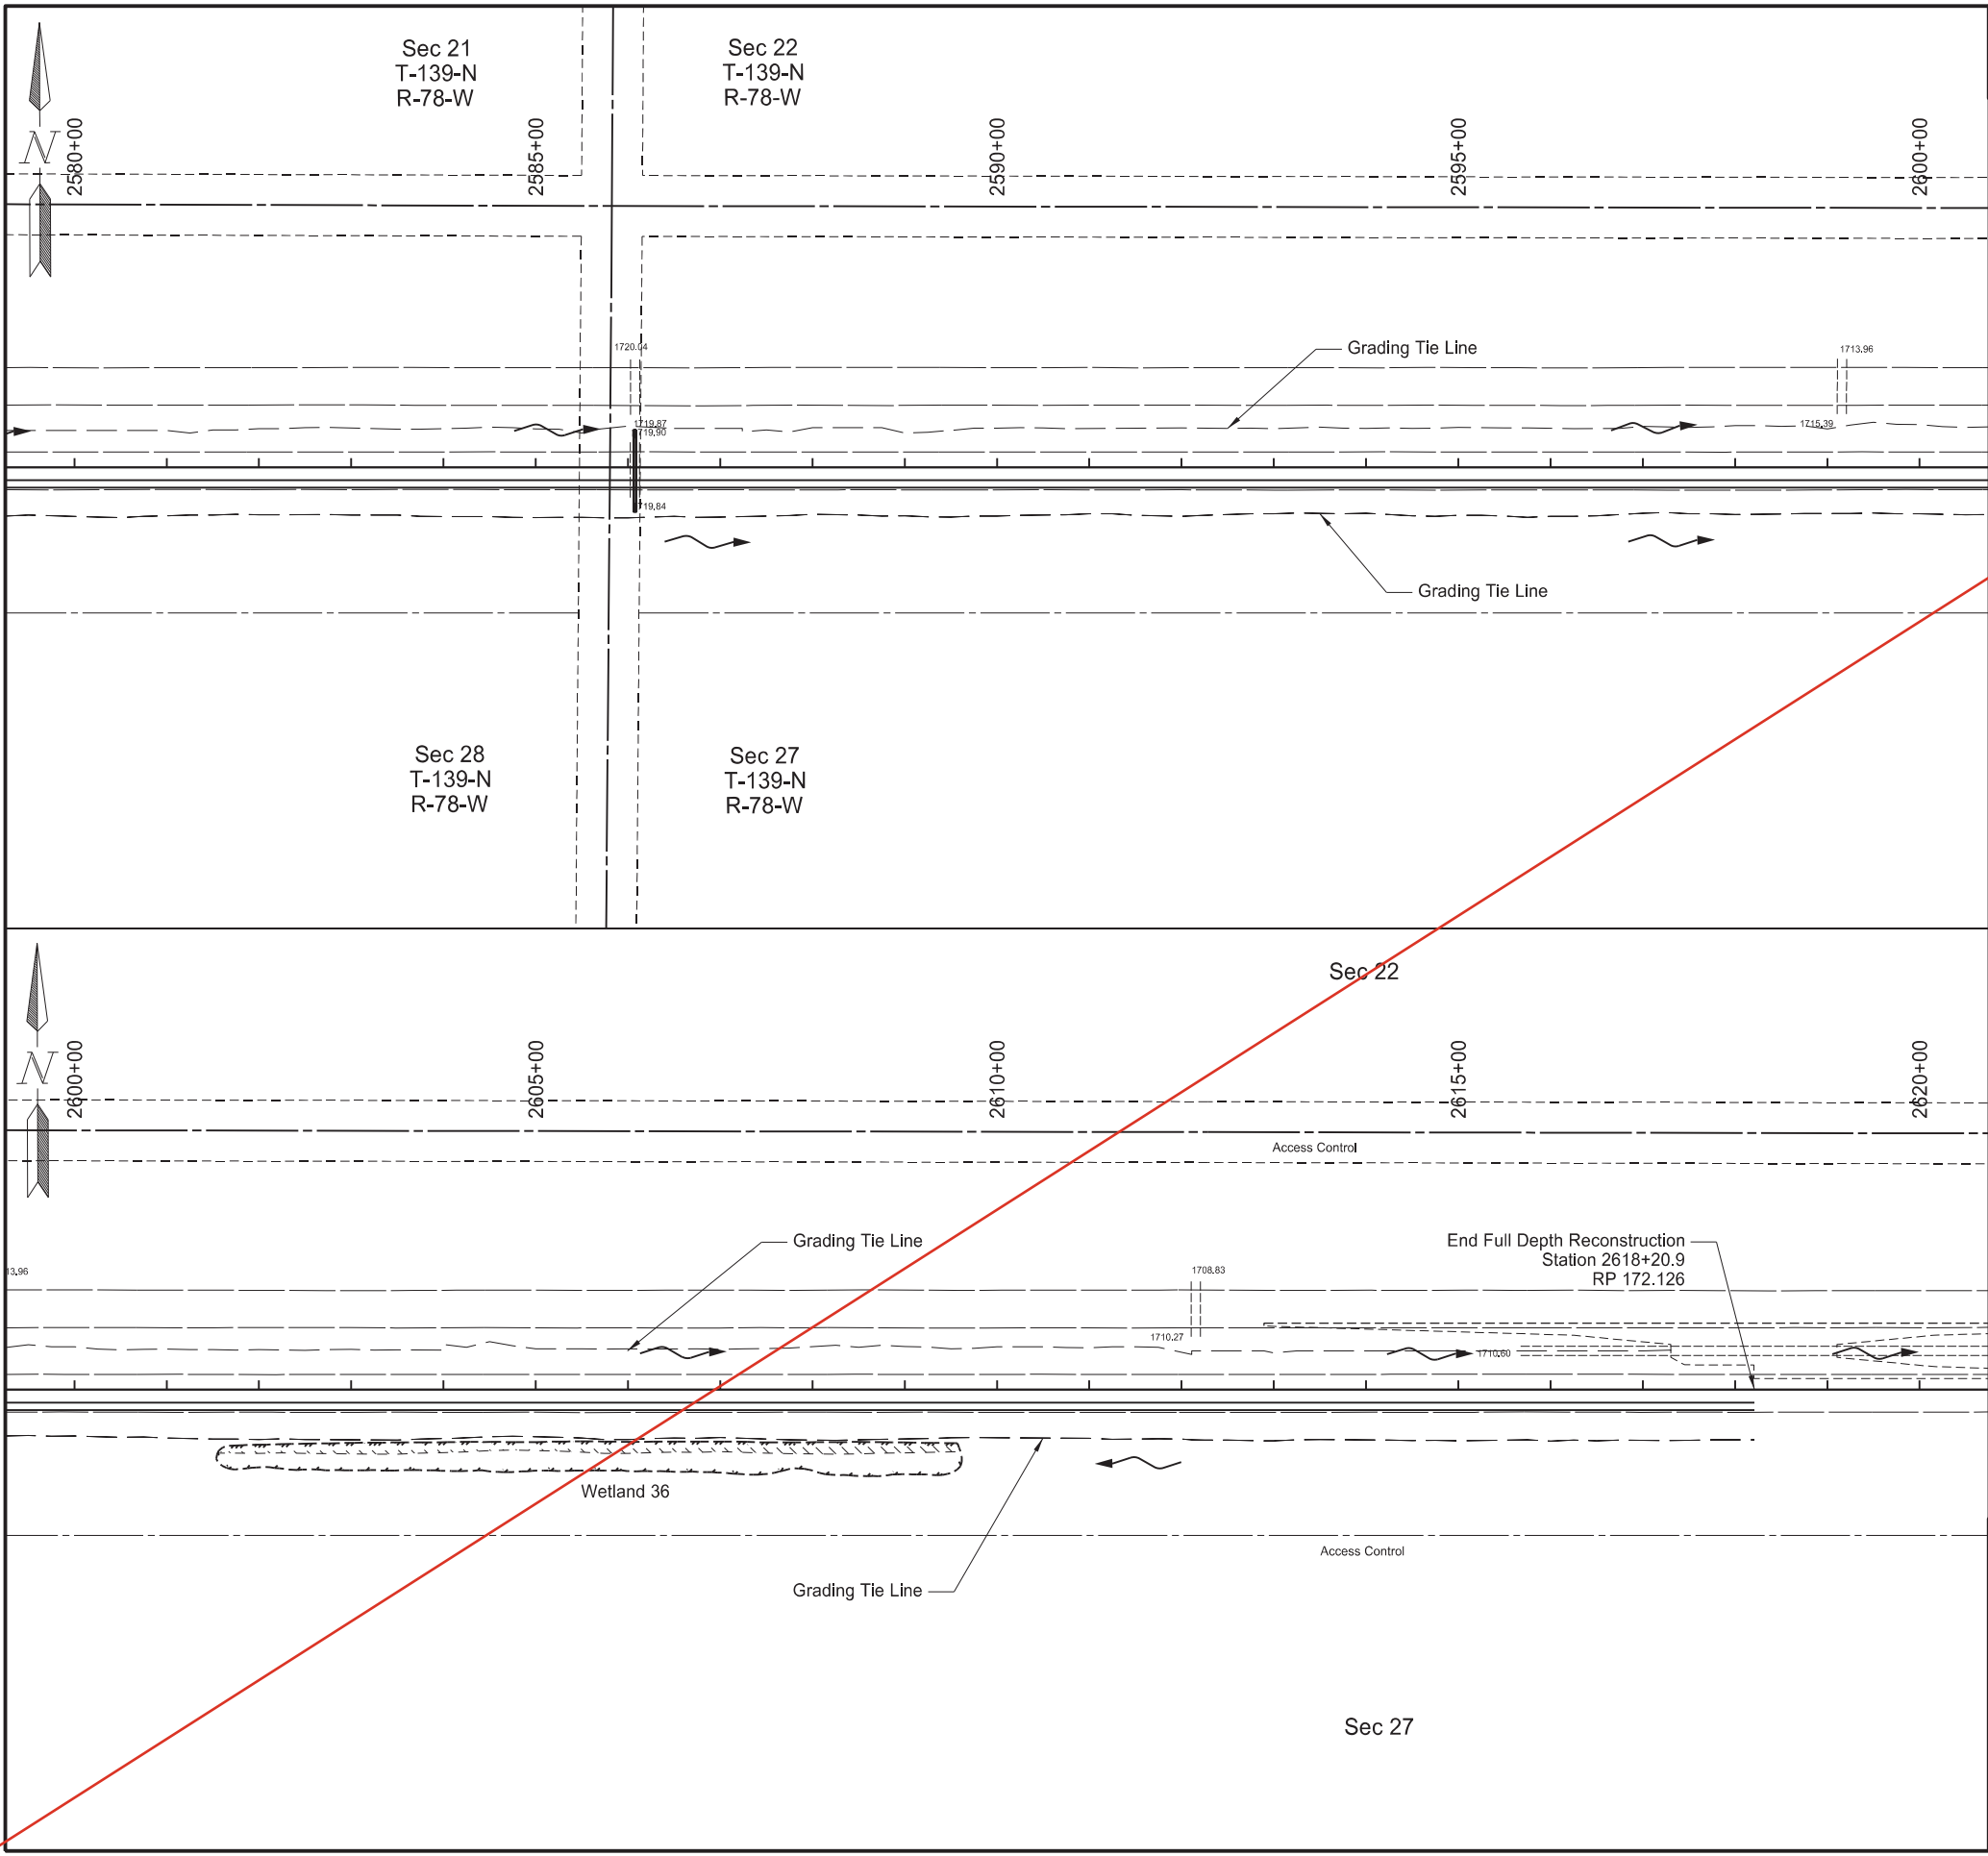 Sec 21
T-139-N
R-78-W
Sec 22
T-139-N
R-78-W
N
2580+00
2585+00
2590+00
2595+00
2600+00
1720.04
Grading Tie Line
1713.96
1719.87
1719.90
1715.39
719.84
Grading Tie Line
Sec 28
T-139-N
R-78-W
Sec 27
T-139-N
R-78-W
Sec 22
N
2600+00
2605+00
2610+00
2615+00
2620+00
Access Control
Grading Tie Line
End Full Depth Reconstruction
Station 2618+20.9
RP 172.126
13.96
1708.83
1710.27
1710.60
Wetland 36
Access Control
Grading Tie Line
Sec 27